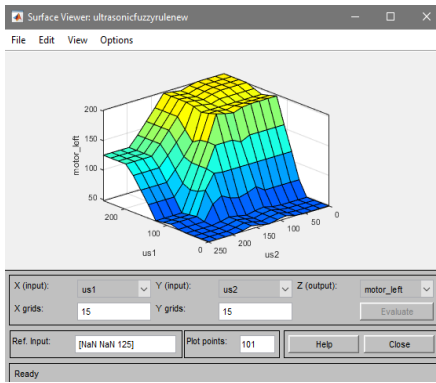 Surface Viewer: ultrasonicfuzzyrulenew
File Edit View Options
200
150
100
50
motor_left
200
100
0
us1
250
200
150
100
50
0
us2
X (input): us1 Y (input): us2 Z (output): motor_left
X grids: 15 Y grids: 15 Evaluate
Ref. Input: [NaN NaN 125] Plot points: 101 Help Close
Ready